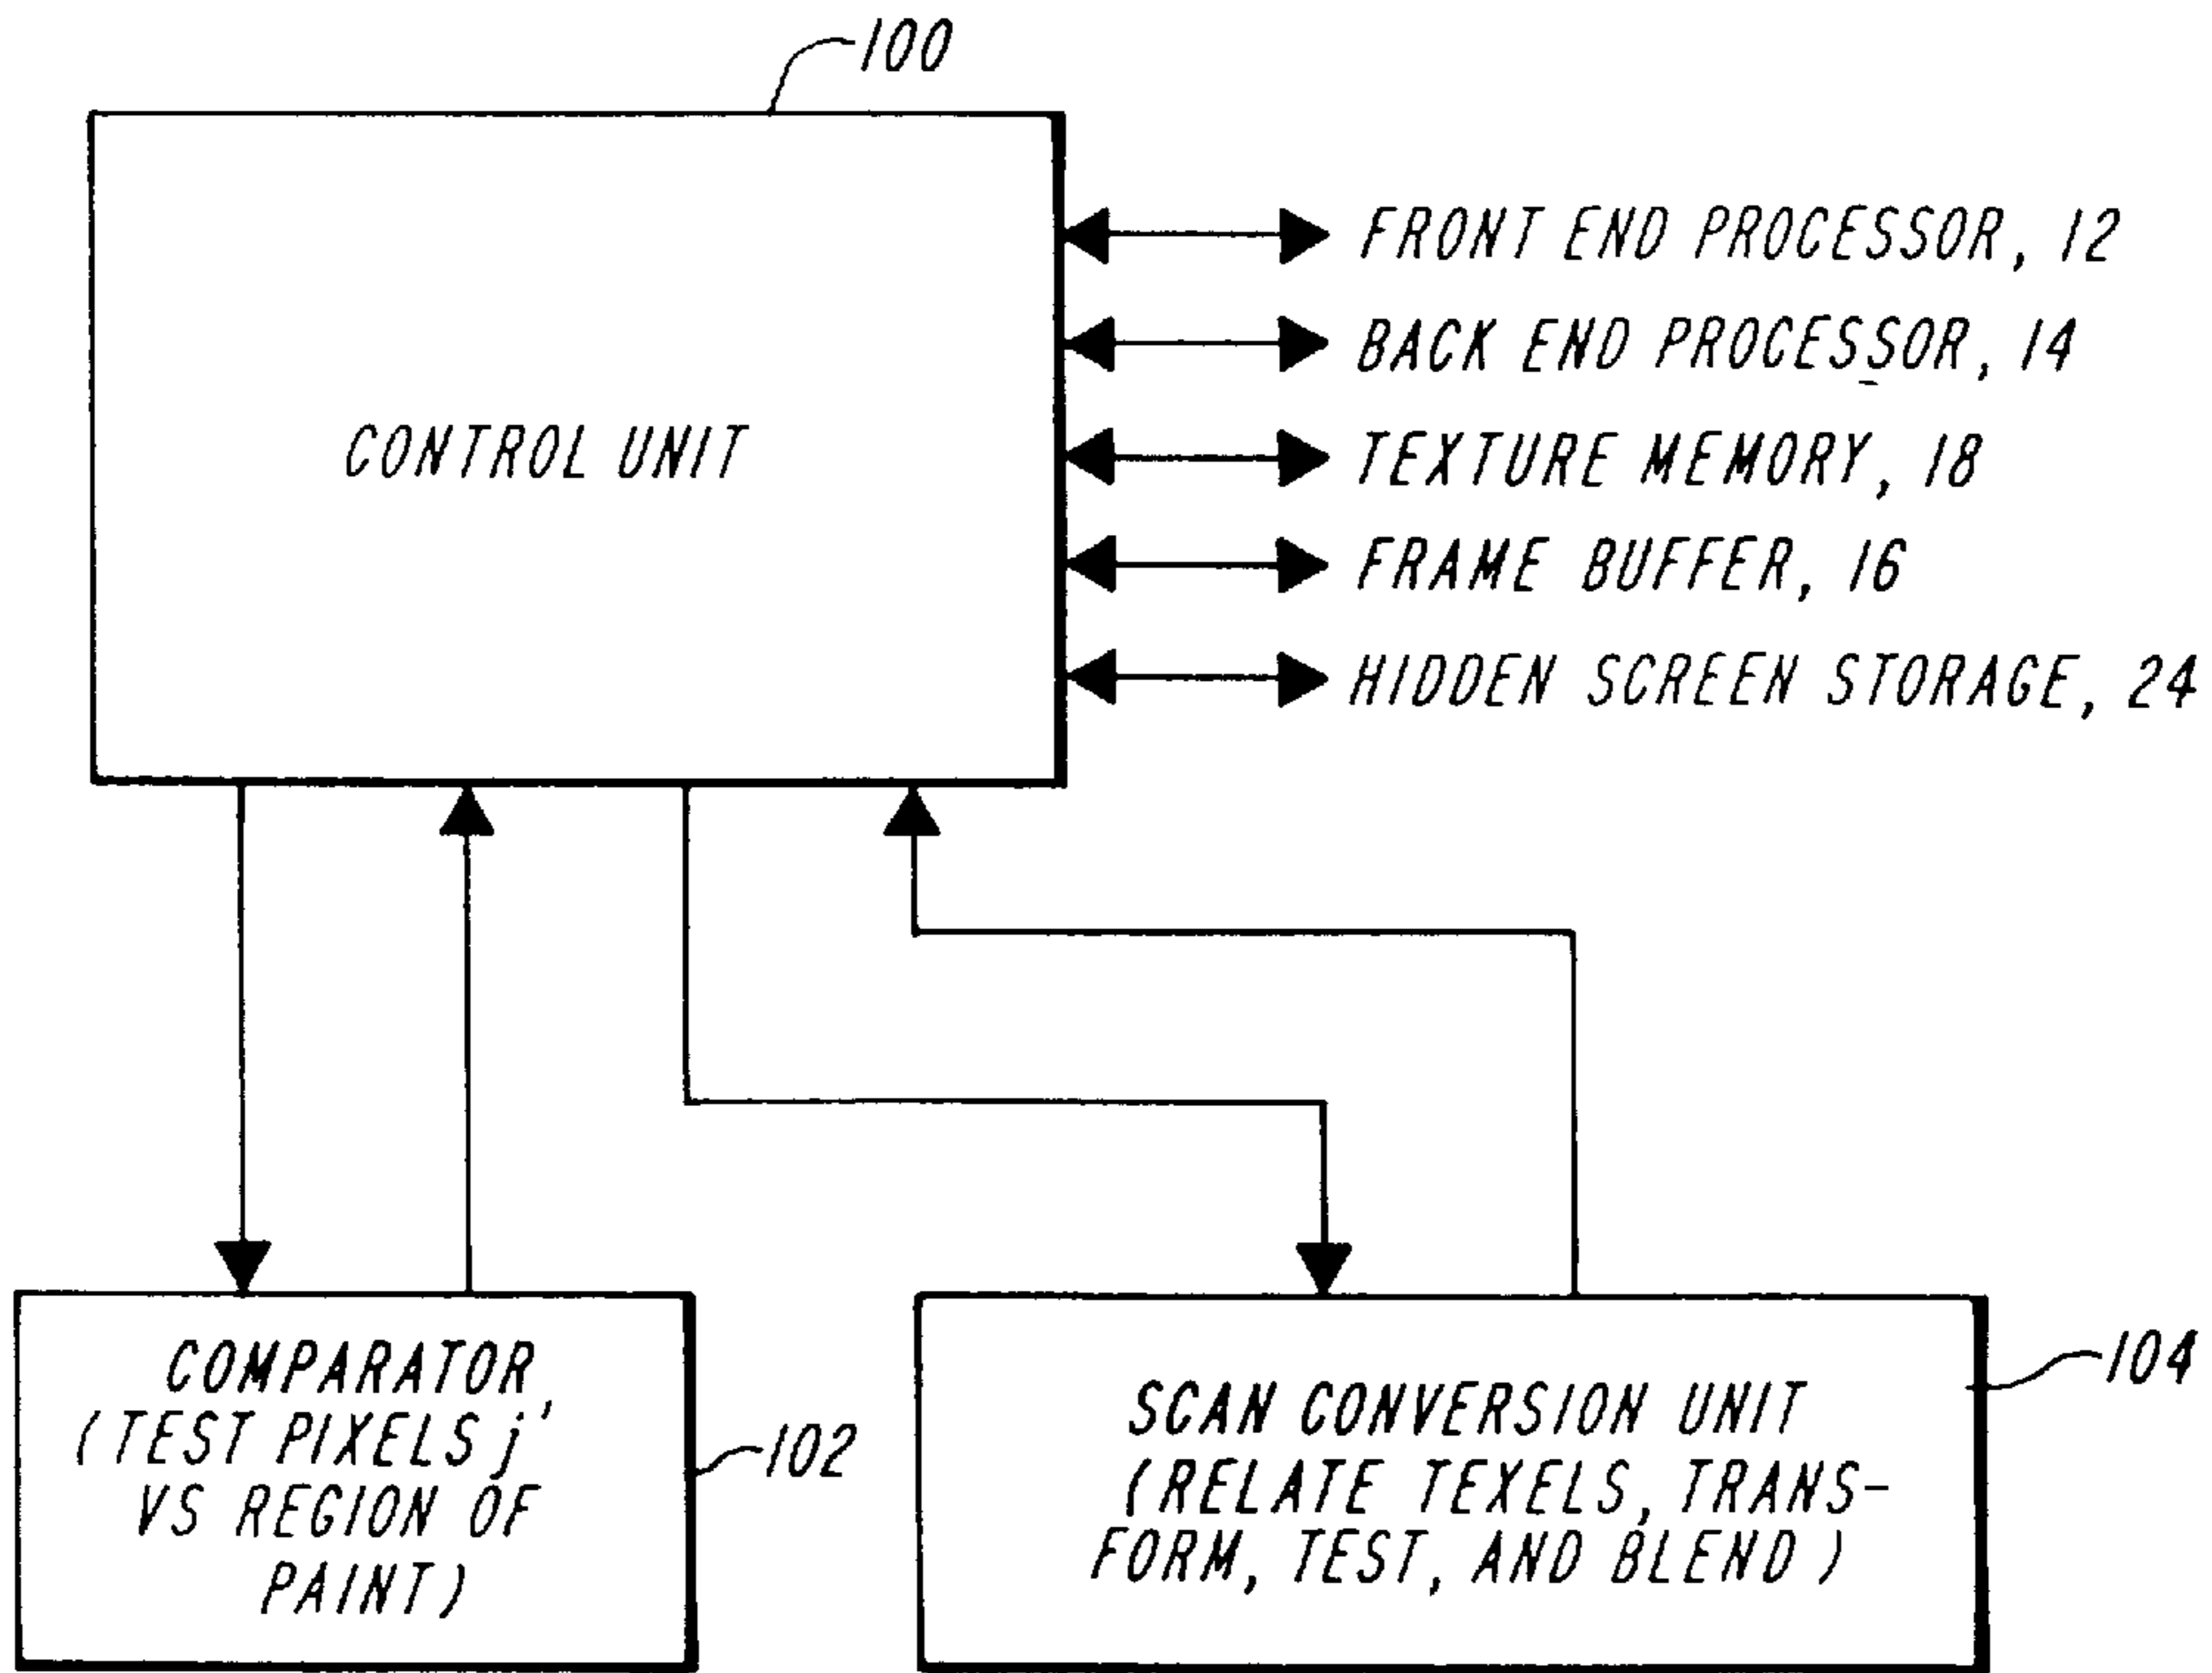 100
CONTROL UNIT
FRONT END PROCESSOR, 12
BACK END PROCESSOR, 14
TEXTURE MEMORY, 18
FRAME BUFFER, 16
HIDDEN SCREEN STORAGE, 24
COMPARATOR,
(TEST PIXELS j'
VS REGION OF
PAINT)
102
SCAN CONVERSION UNIT
(RELATE TEXELS, TRANS-
FORM, TEST, AND BLEND)
104